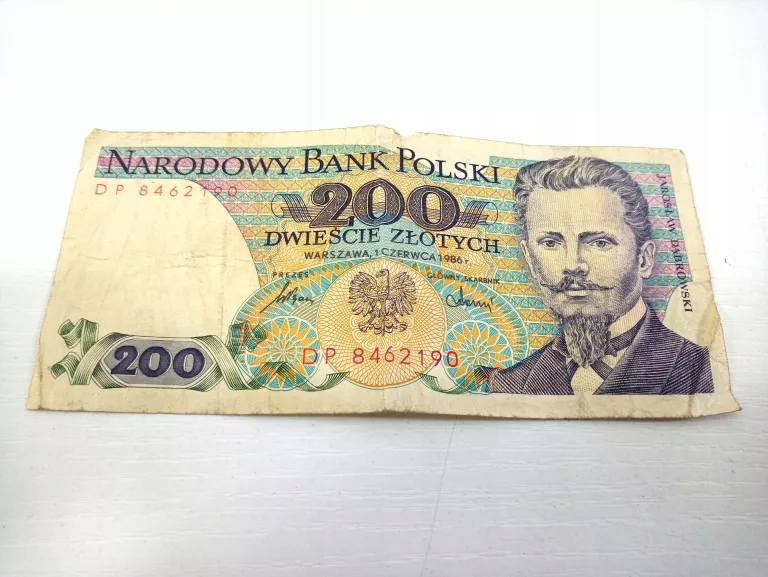 NARODOWY BANK POLSKI
DP 8462190
200
DWIEŚCIE ZŁOTYCH
WARSZAWA, 1 CZERWCA 1986 r.
PREZES
GŁÓWNY SKARBNIK
DP 8462190
200
JAROSŁAW DĄBROWSKI